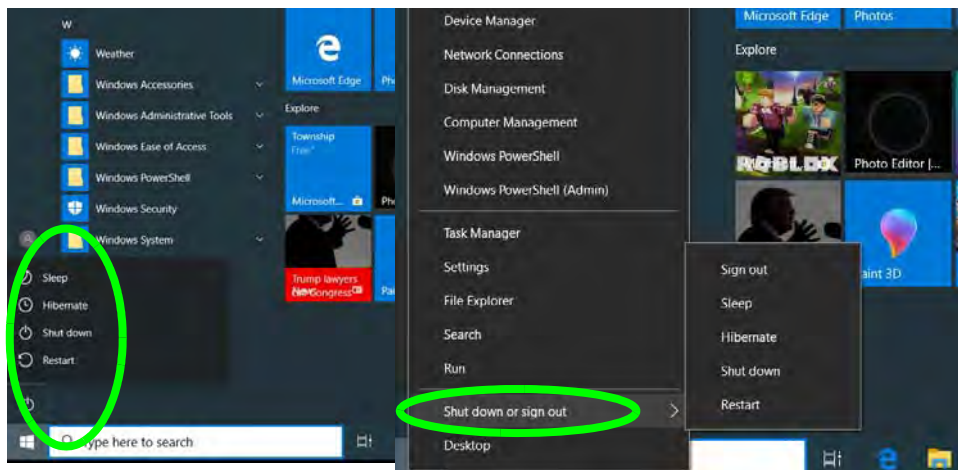 W
Weather
Windows Accessories
Windows Administrative Tools
Windows Ease of Access
Windows PowerShell
Windows Security
Windows System
Sleep
Hibernate
Shut down
Restart
Type here to search
Microsoft Edge
Explore
Township
Free*
Microsoft...
Trump lawyers
Device Manager
Network Connections
Disk Management
Computer Management
Windows PowerShell
Windows PowerShell (Admin)
Task Manager
Settings
File Explorer
Search
Run
Shut down or sign out
Desktop
Sign out
Sleep
Hibernate
Shut down
Restart
Microsoft Edge
Photos
Explore
ROBLOX
Photo Editor |...
Paint 3D